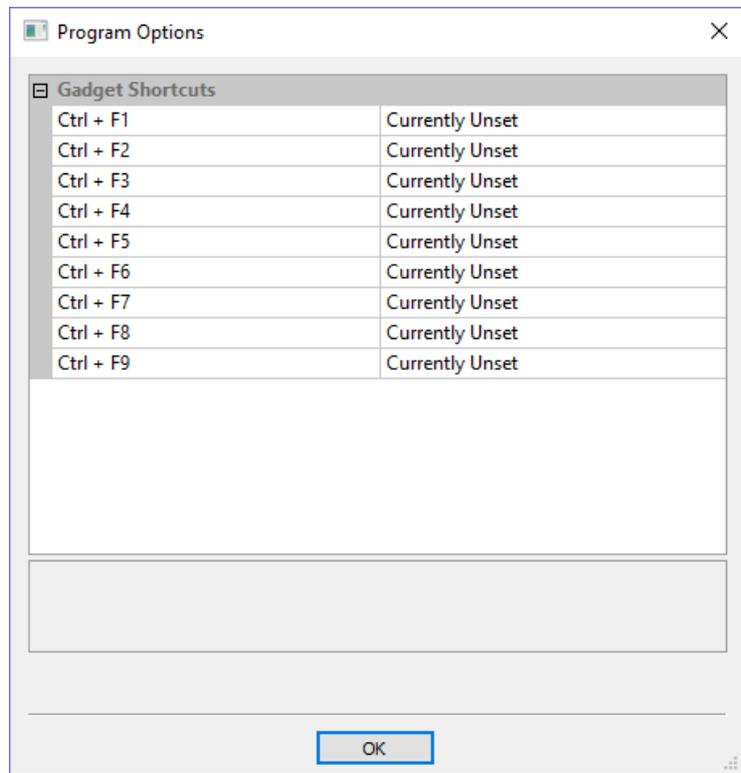 Program Options
Gadget Shortcuts
Ctrl + F1 Currently Unset
Ctrl + F2 Currently Unset
Ctrl + F3 Currently Unset
Ctrl + F4 Currently Unset
Ctrl + F5 Currently Unset
Ctrl + F6 Currently Unset
Ctrl + F7 Currently Unset
Ctrl + F8 Currently Unset
Ctrl + F9 Currently Unset
OK